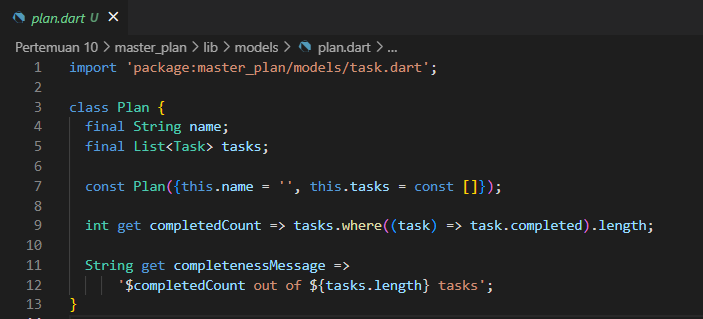 plan.dart U X
Pertemuan 10 > master_plan > lib > models > plan.dart > ...
1 import 'package:master_plan/models/task.dart';
2
3 class Plan {
4 final String name;
5 final List<Task> tasks;
6
7 const Plan({this.name = '', this.tasks = const []});
8
9 int get completedCount => tasks.where((task) => task.completed).length;
10
11 String get completenessMessage =>
12 '$completedCount out of ${tasks.length} tasks';
13 }